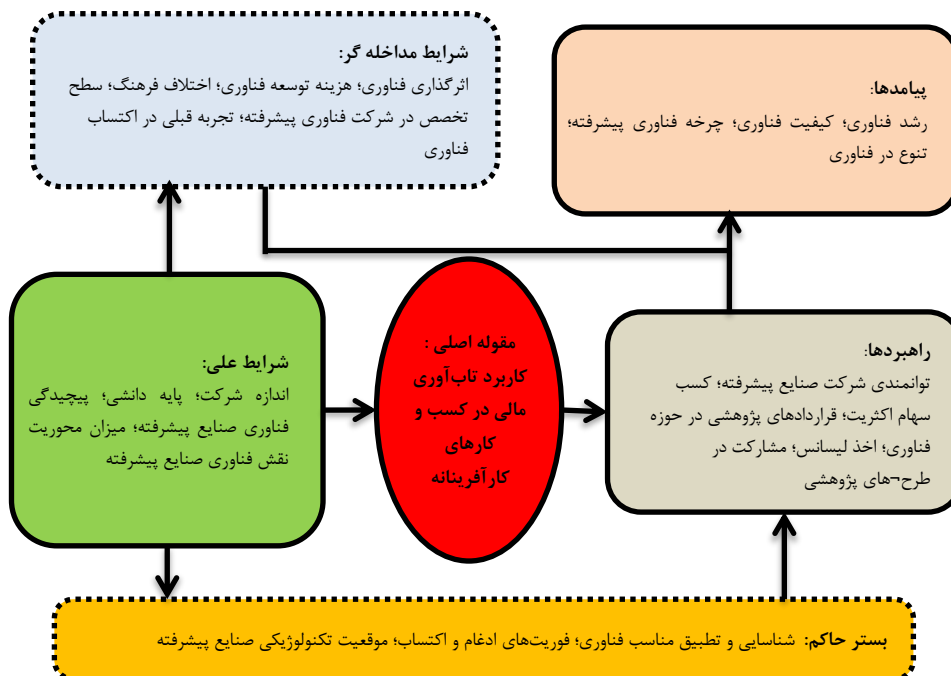 شرایط مداخله گر:
اثرگذاری فناوری؛ هزینه توسعه فناوری؛ اختلاف فرهنگ؛ سطح
تخصص در شرکت فناوری پیشرفته؛ تجربه قبلی در اکتساب
فناوری
پیامدها:
رشد فناوری؛ کیفیت فناوری؛ چرخه فناوری پیشرفته؛
تنوع در فناوری
شرایط علی:
اندازه شرکت؛ پایه دانشی؛ پیچیدگی
فناوری صنایع پیشرفته؛ میزان محوریت
نقش فناوری صنایع پیشرفته
مقوله اصلی :
کاربرد تاب‌آوری
مالی در کسب و
کارهای
کارآفرینانه
راهبردها:
توانمندی شرکت صنایع پیشرفته؛ کسب
سهام اکثریت؛ قراردادهای پژوهشی در حوزه
فناوری؛ اخذ لیسانس؛ مشارکت در
طرح¬های پژوهشی
بستر حاکم: شناسایی و تطبیق مناسب فناوری؛ فوریت‌های ادغام و اکتساب؛ موقعیت تکنولوژیکی صنایع پیشرفته